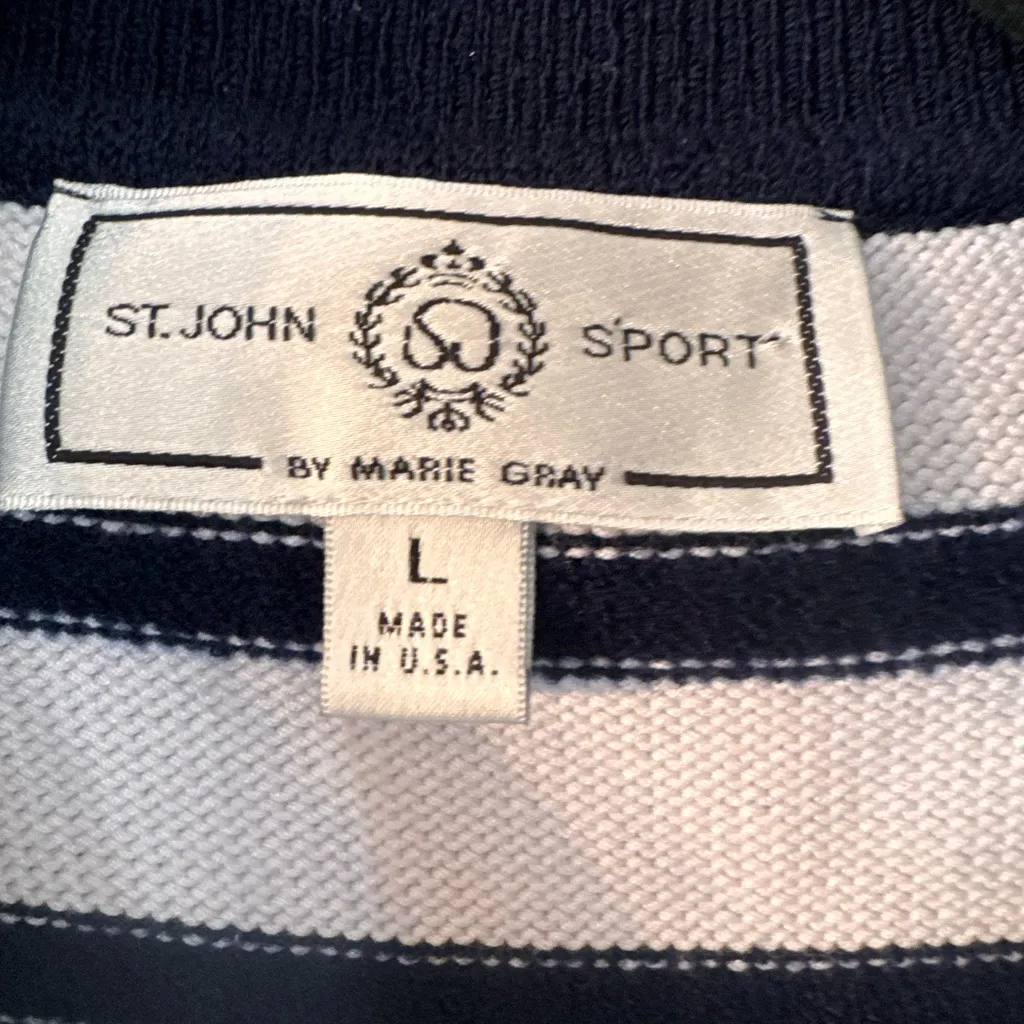 ST. JOHN SPORT
BY MARIE GRAY
L
MADE
IN U.S.A.